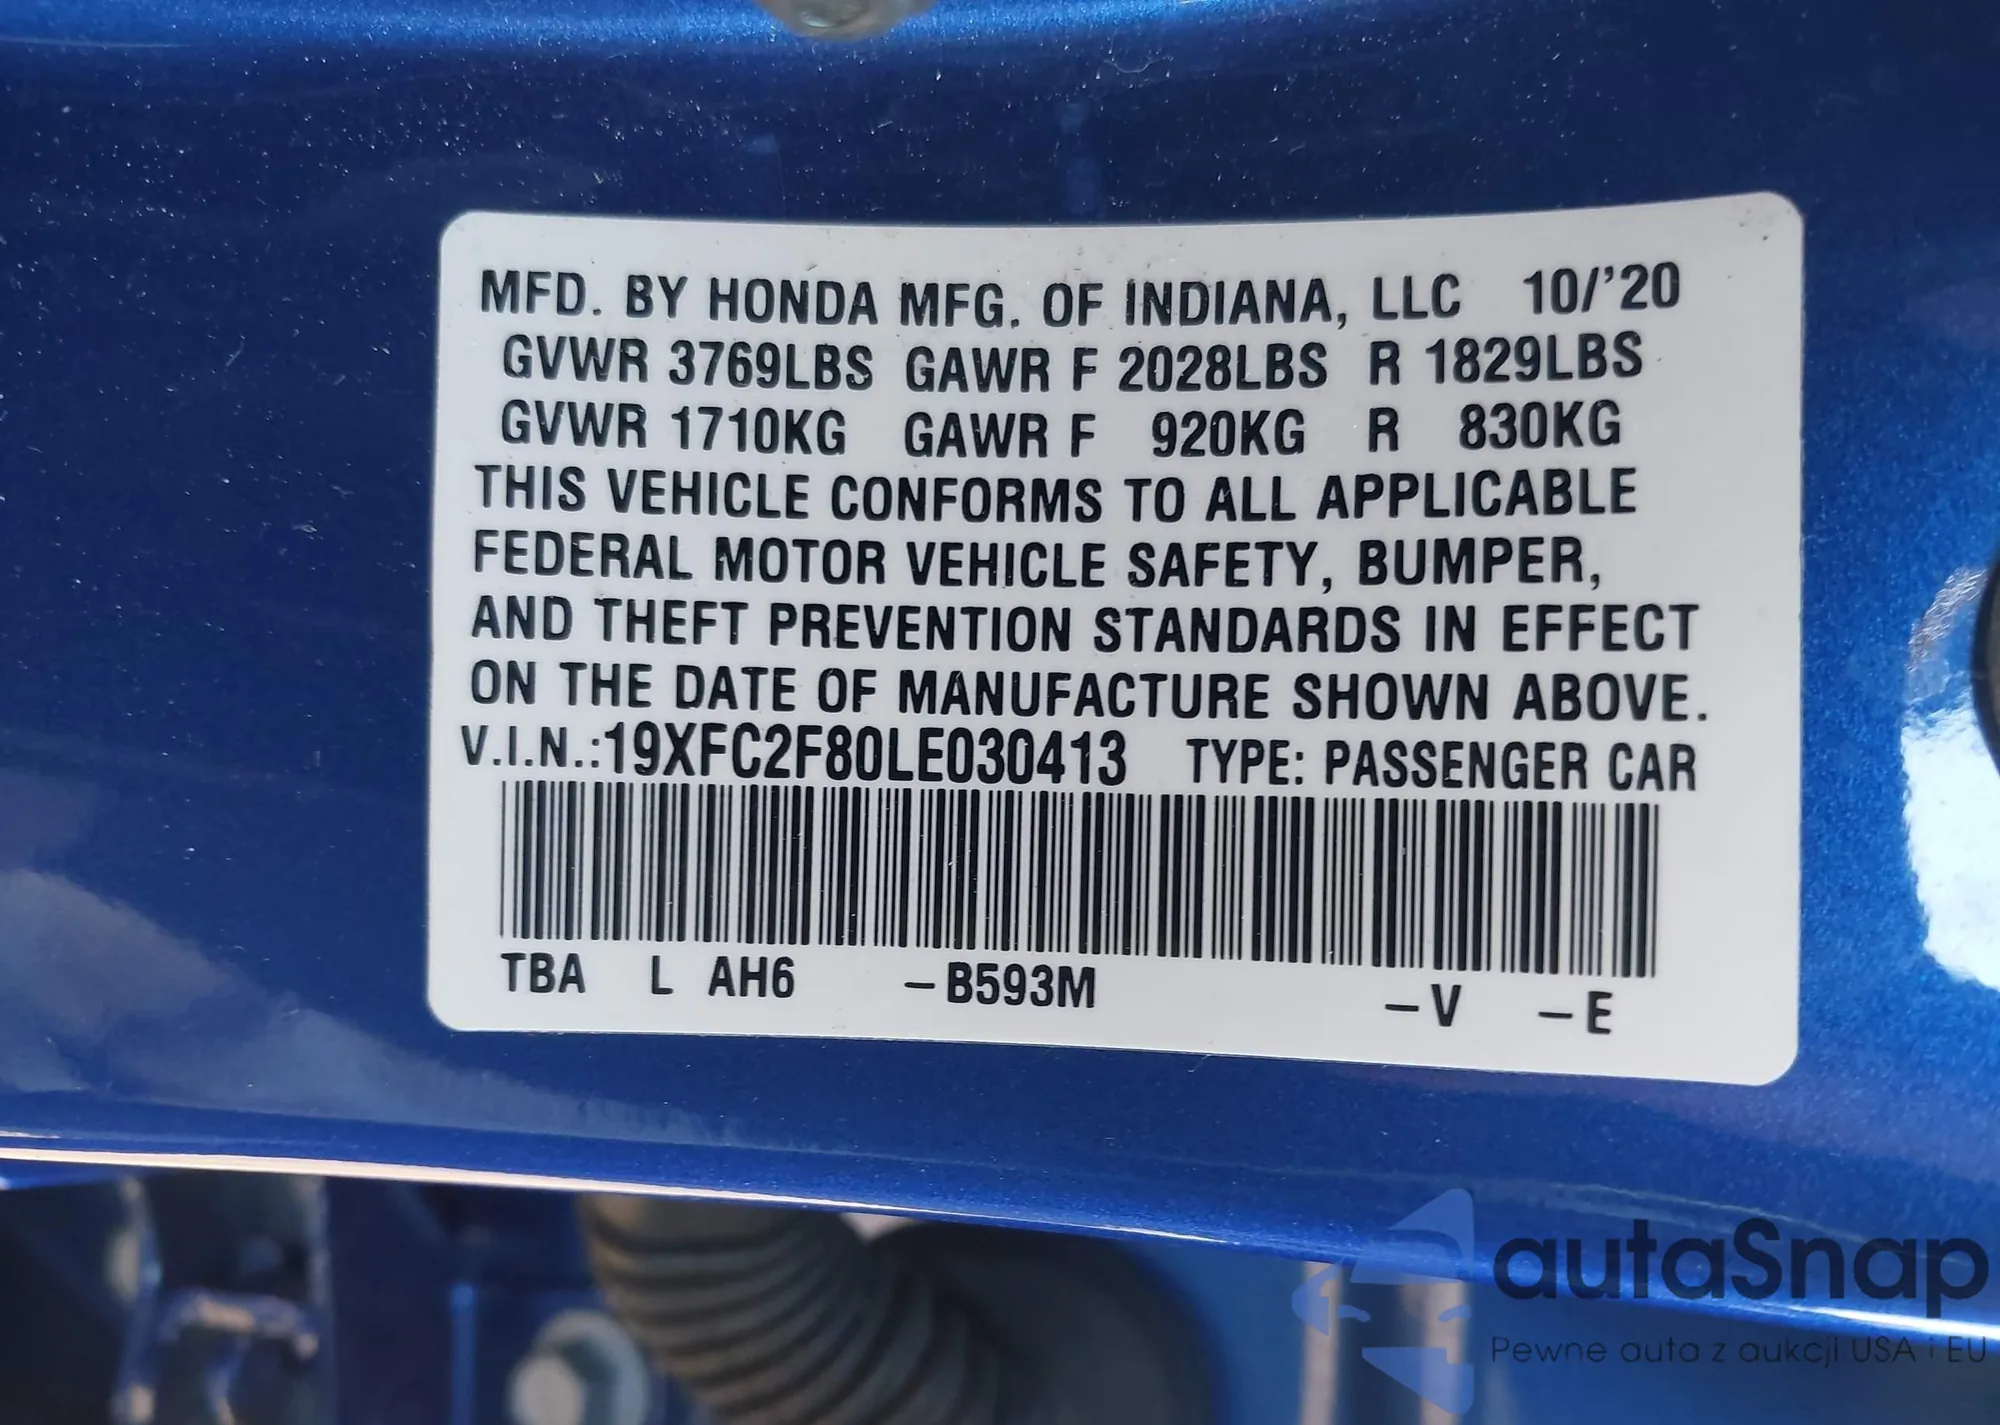 MFD. BY HONDA MFG. OF INDIANA, LLC 10/'20
GVWR 3769LBS GAWR F 2028LBS R 1829LBS
GVWR 1710KG GAWR F 920KG R 830KG
THIS VEHICLE CONFORMS TO ALL APPLICABLE
FEDERAL MOTOR VEHICLE SAFETY, BUMPER,
AND THEFT PREVENTION STANDARDS IN EFFECT
ON THE DATE OF MANUFACTURE SHOWN ABOVE.
V.I.N.:19XFC2F80LE030413 TYPE: PASSENGER CAR
TBA L AH6 –B593M –V –E
autaSnap
Pewne auta z aukcji USA i EU